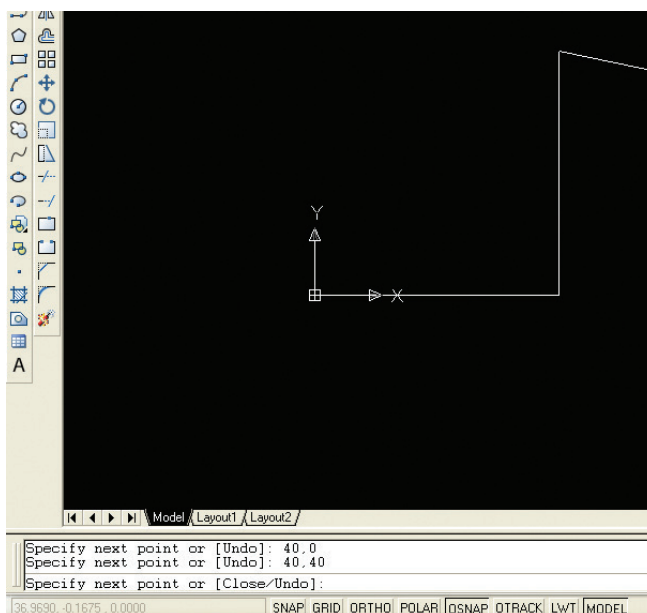 A
Y
X
Model Layout1 Layout2
Specify next point or [Undo]: 40,0
Specify next point or [Undo]: 40,40
Specify next point or [Close/Undo]:
36.9690, -0.1675 , 0.0000 SNAP GRID ORTHO POLAR OSNAP OTRACK LWT MODEL